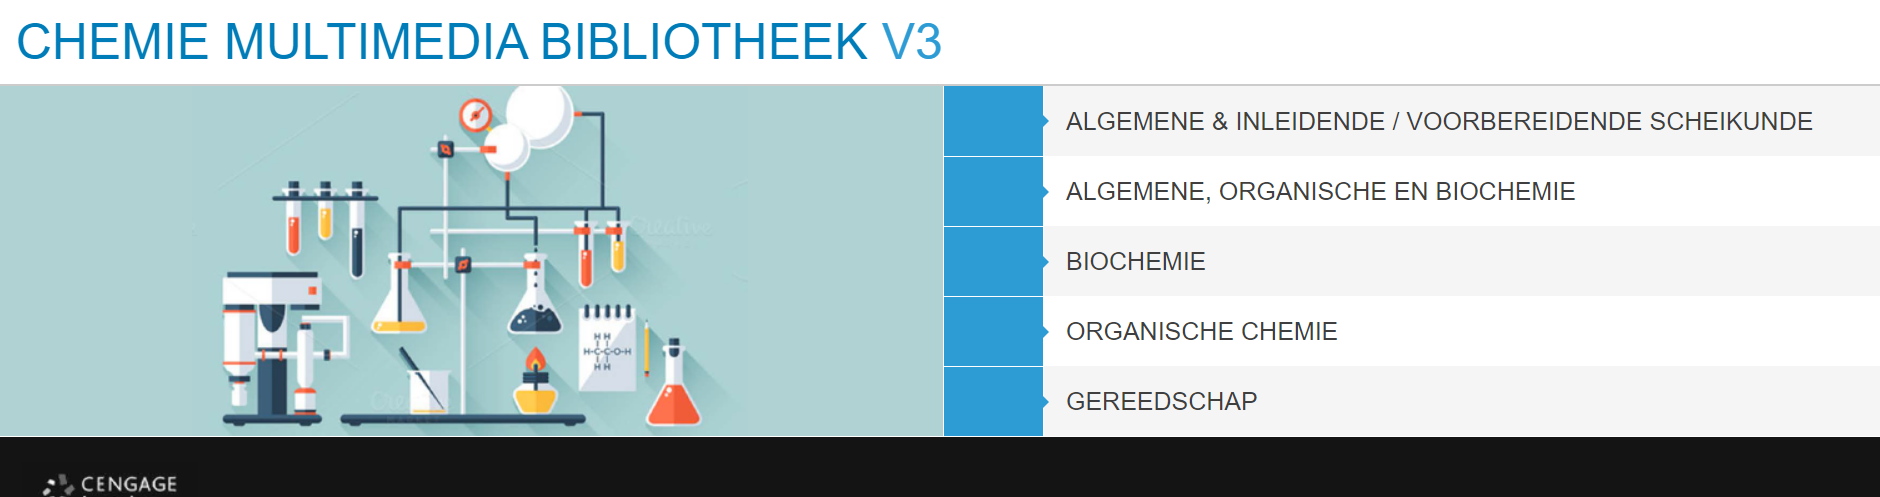 CHEMIE MULTIMEDIA BIBLIOTHEEK V3
ALGEMENE & INLEIDENDE / VOORBEREIDENDE SCHEIKUNDE
ALGEMENE, ORGANISCHE EN BIOCHEMIE
BIOCHEMIE
ORGANISCHE CHEMIE
GEREEDSCHAP
H H
H-C-C-O-H
H H
CENGAGE